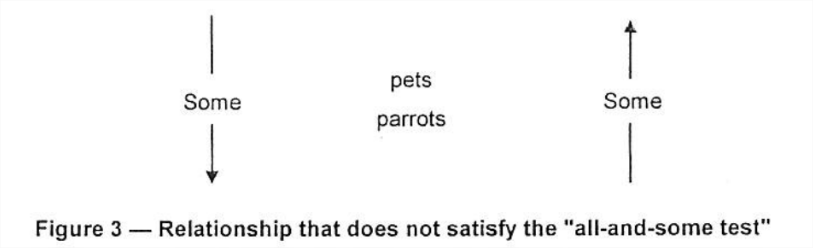 pets
Some
Some
parrots
Figure 3 — Relationship that does not satisfy the "all-and-some test"